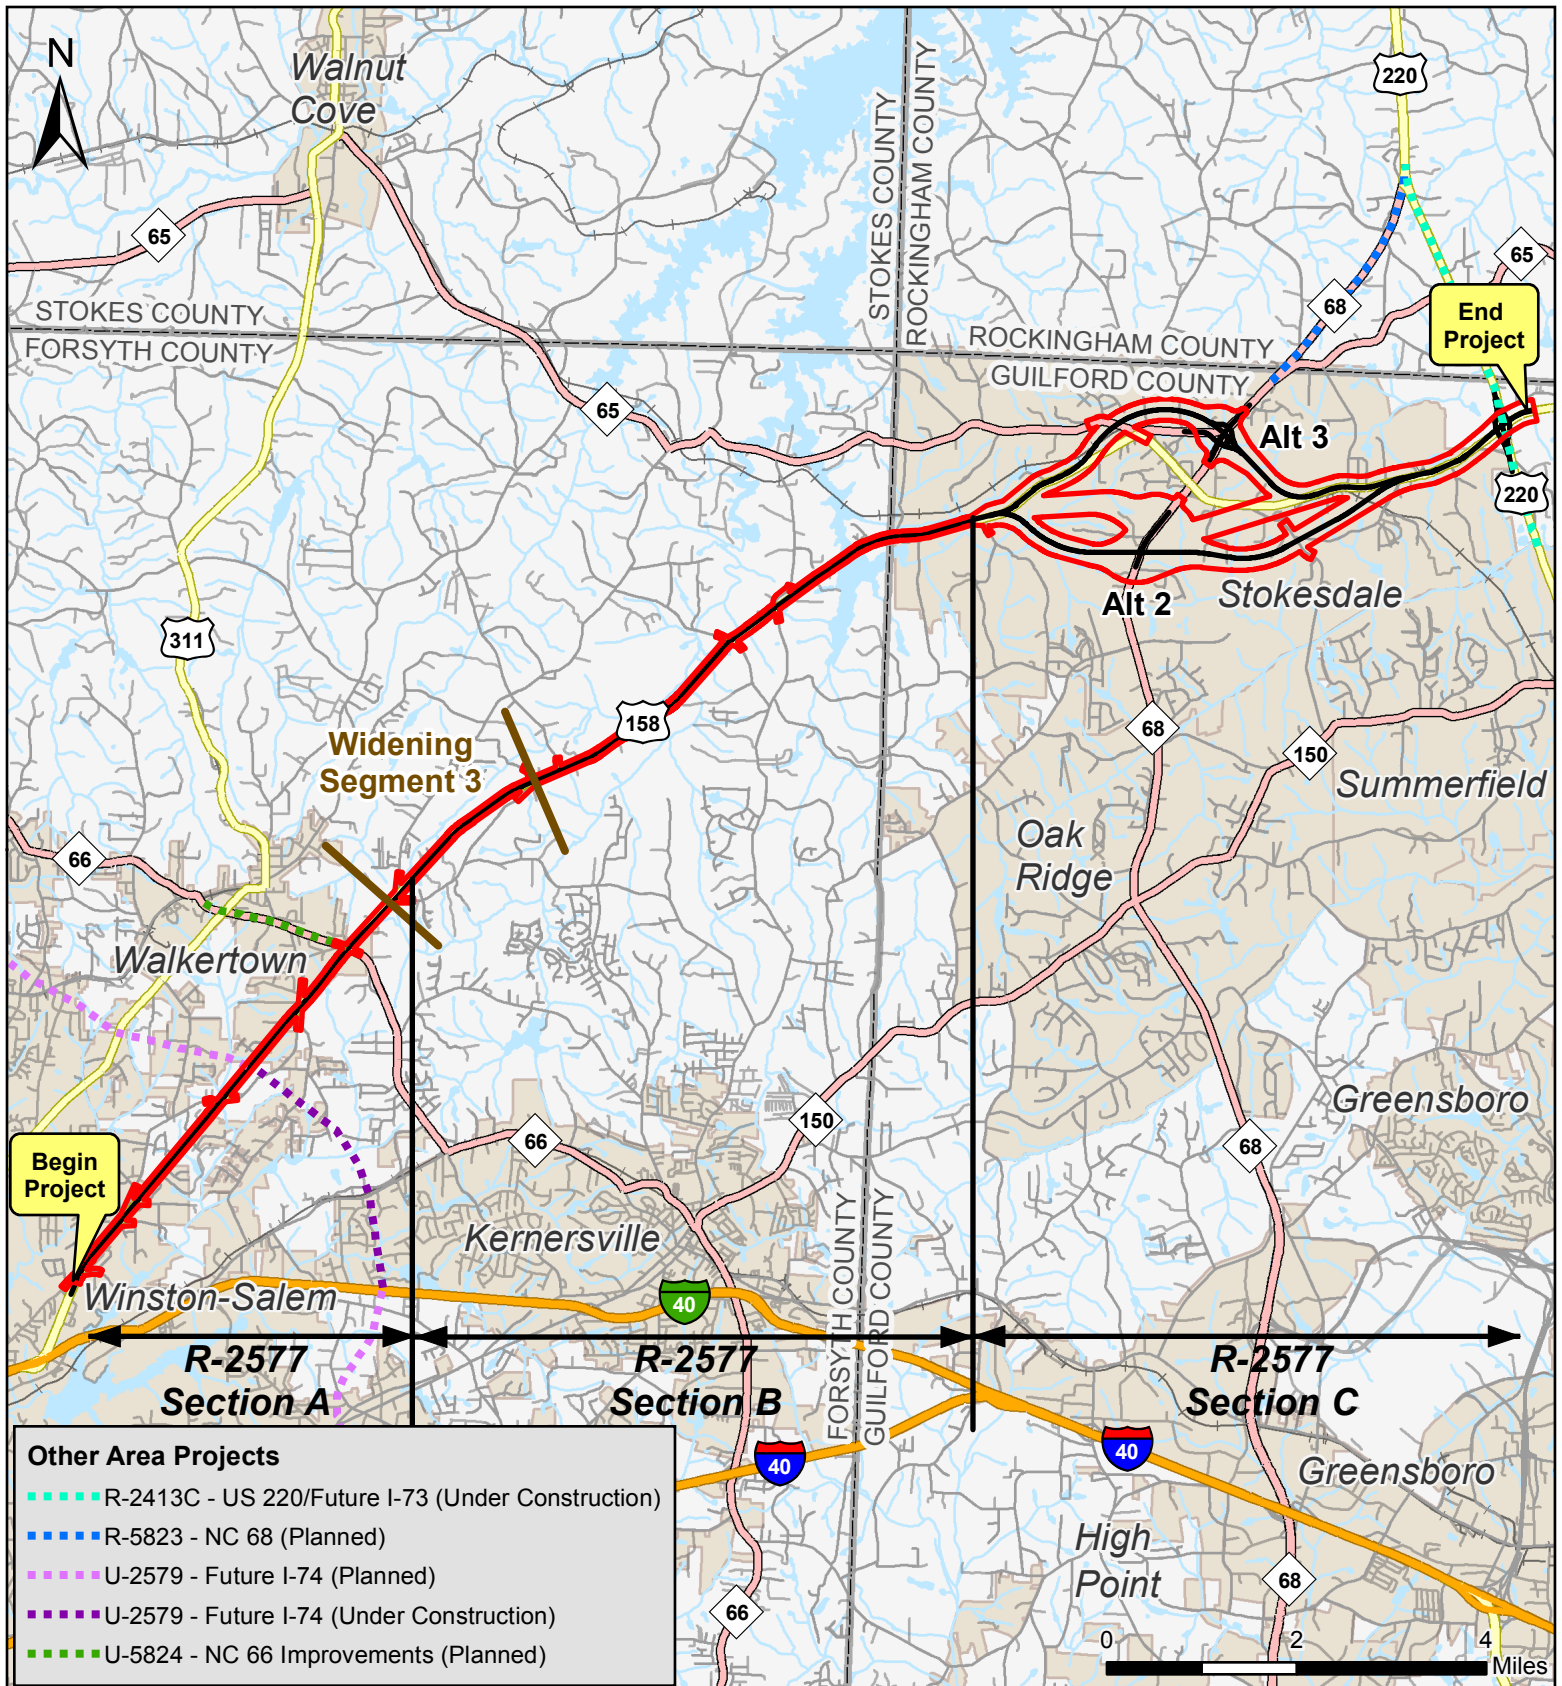 N
Walnut
Cove
220
65
65
STOKES COUNTY
ROCKINGHAM COUNTY
68
End
Project
STOKES COUNTY
FORSYTH COUNTY
ROCKINGHAM COUNTY
GUILFORD COUNTY
65
Alt 3
220
Alt 2
Stokesdale
311
158
68
150
Widening
Segment 3
Summerfield
Oak
Ridge
66
Walkertown
Greensboro
150
66
68
Begin
Project
Kernersville
FORSYTH COUNTY
GUILFORD COUNTY
Winston-Salem
40
R-2577
Section A
R-2577
Section B
R-2577
Section C
40
40
Greensboro
High
Point
68
66
Other Area Projects
R-2413C - US 220/Future I-73 (Under Construction)
R-5823 - NC 68 (Planned)
U-2579 - Future I-74 (Planned)
U-2579 - Future I-74 (Under Construction)
U-5824 - NC 66 Improvements (Planned)
0 2 4
Miles